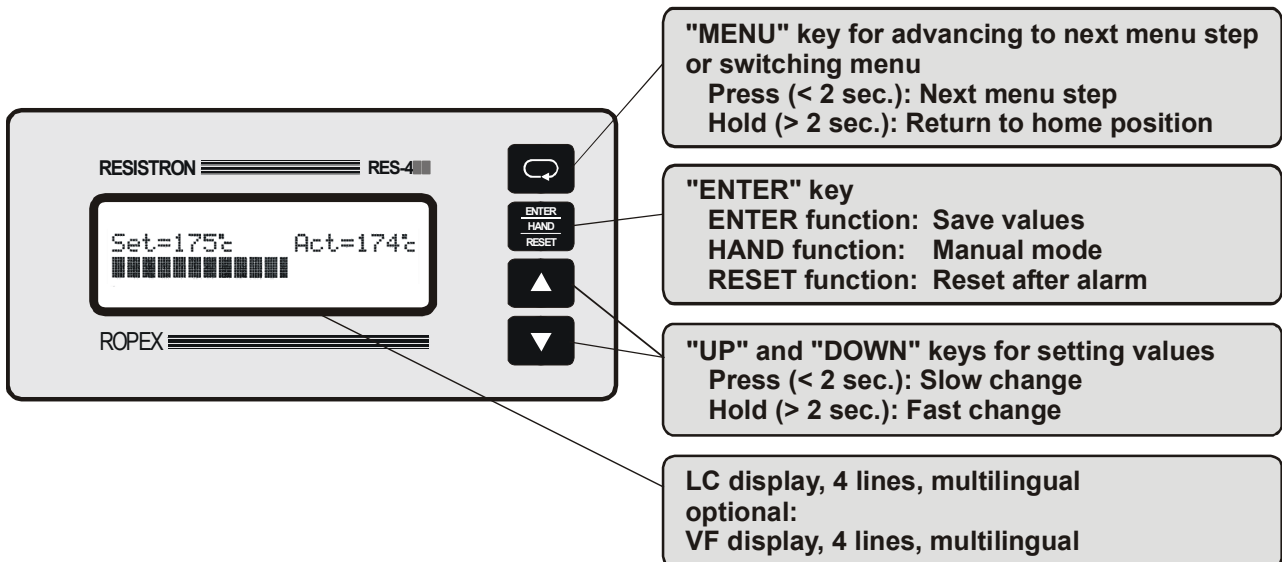 "MENU" key for advancing to next menu step
or switching menu
Press (< 2 sec.): Next menu step
Hold (> 2 sec.): Return to home position
RESISTRON RES-4
Set=175℃ Act=174℃
ROPEX
ENTER
HAND
RESET
"ENTER" key
ENTER function: Save values
HAND function: Manual mode
RESET function: Reset after alarm
"UP" and "DOWN" keys for setting values
Press (< 2 sec.): Slow change
Hold (> 2 sec.): Fast change
LC display, 4 lines, multilingual
optional:
VF display, 4 lines, multilingual